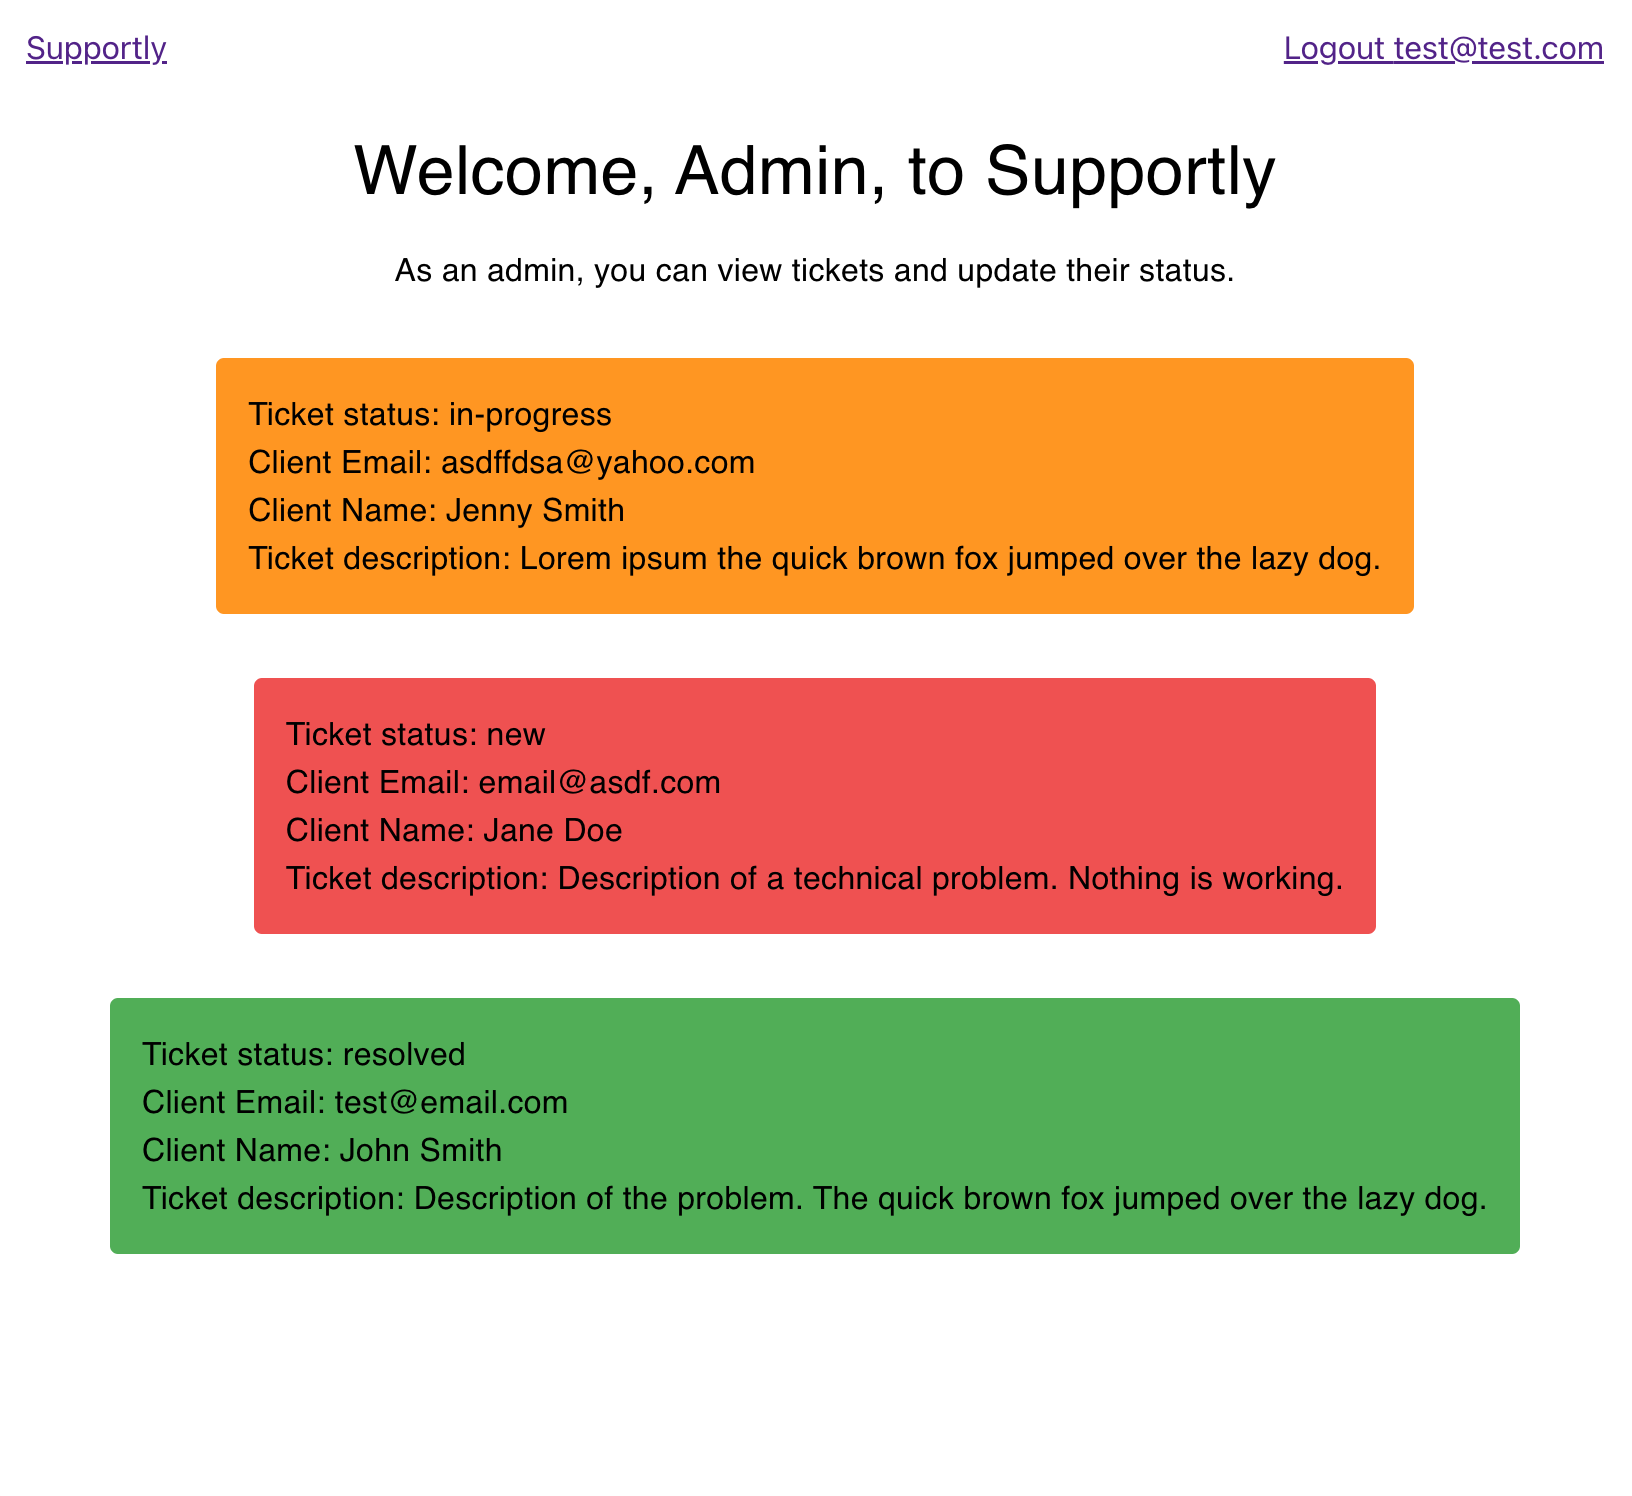 Supportly
Logout test@test.com
Welcome, Admin, to Supportly
As an admin, you can view tickets and update their status.
Ticket status: in-progress
Client Email: asdffdsa@yahoo.com
Client Name: Jenny Smith
Ticket description: Lorem ipsum the quick brown fox jumped over the lazy dog.
Ticket status: new
Client Email: email@asdf.com
Client Name: Jane Doe
Ticket description: Description of a technical problem. Nothing is working.
Ticket status: resolved
Client Email: test@email.com
Client Name: John Smith
Ticket description: Description of the problem. The quick brown fox jumped over the lazy dog.